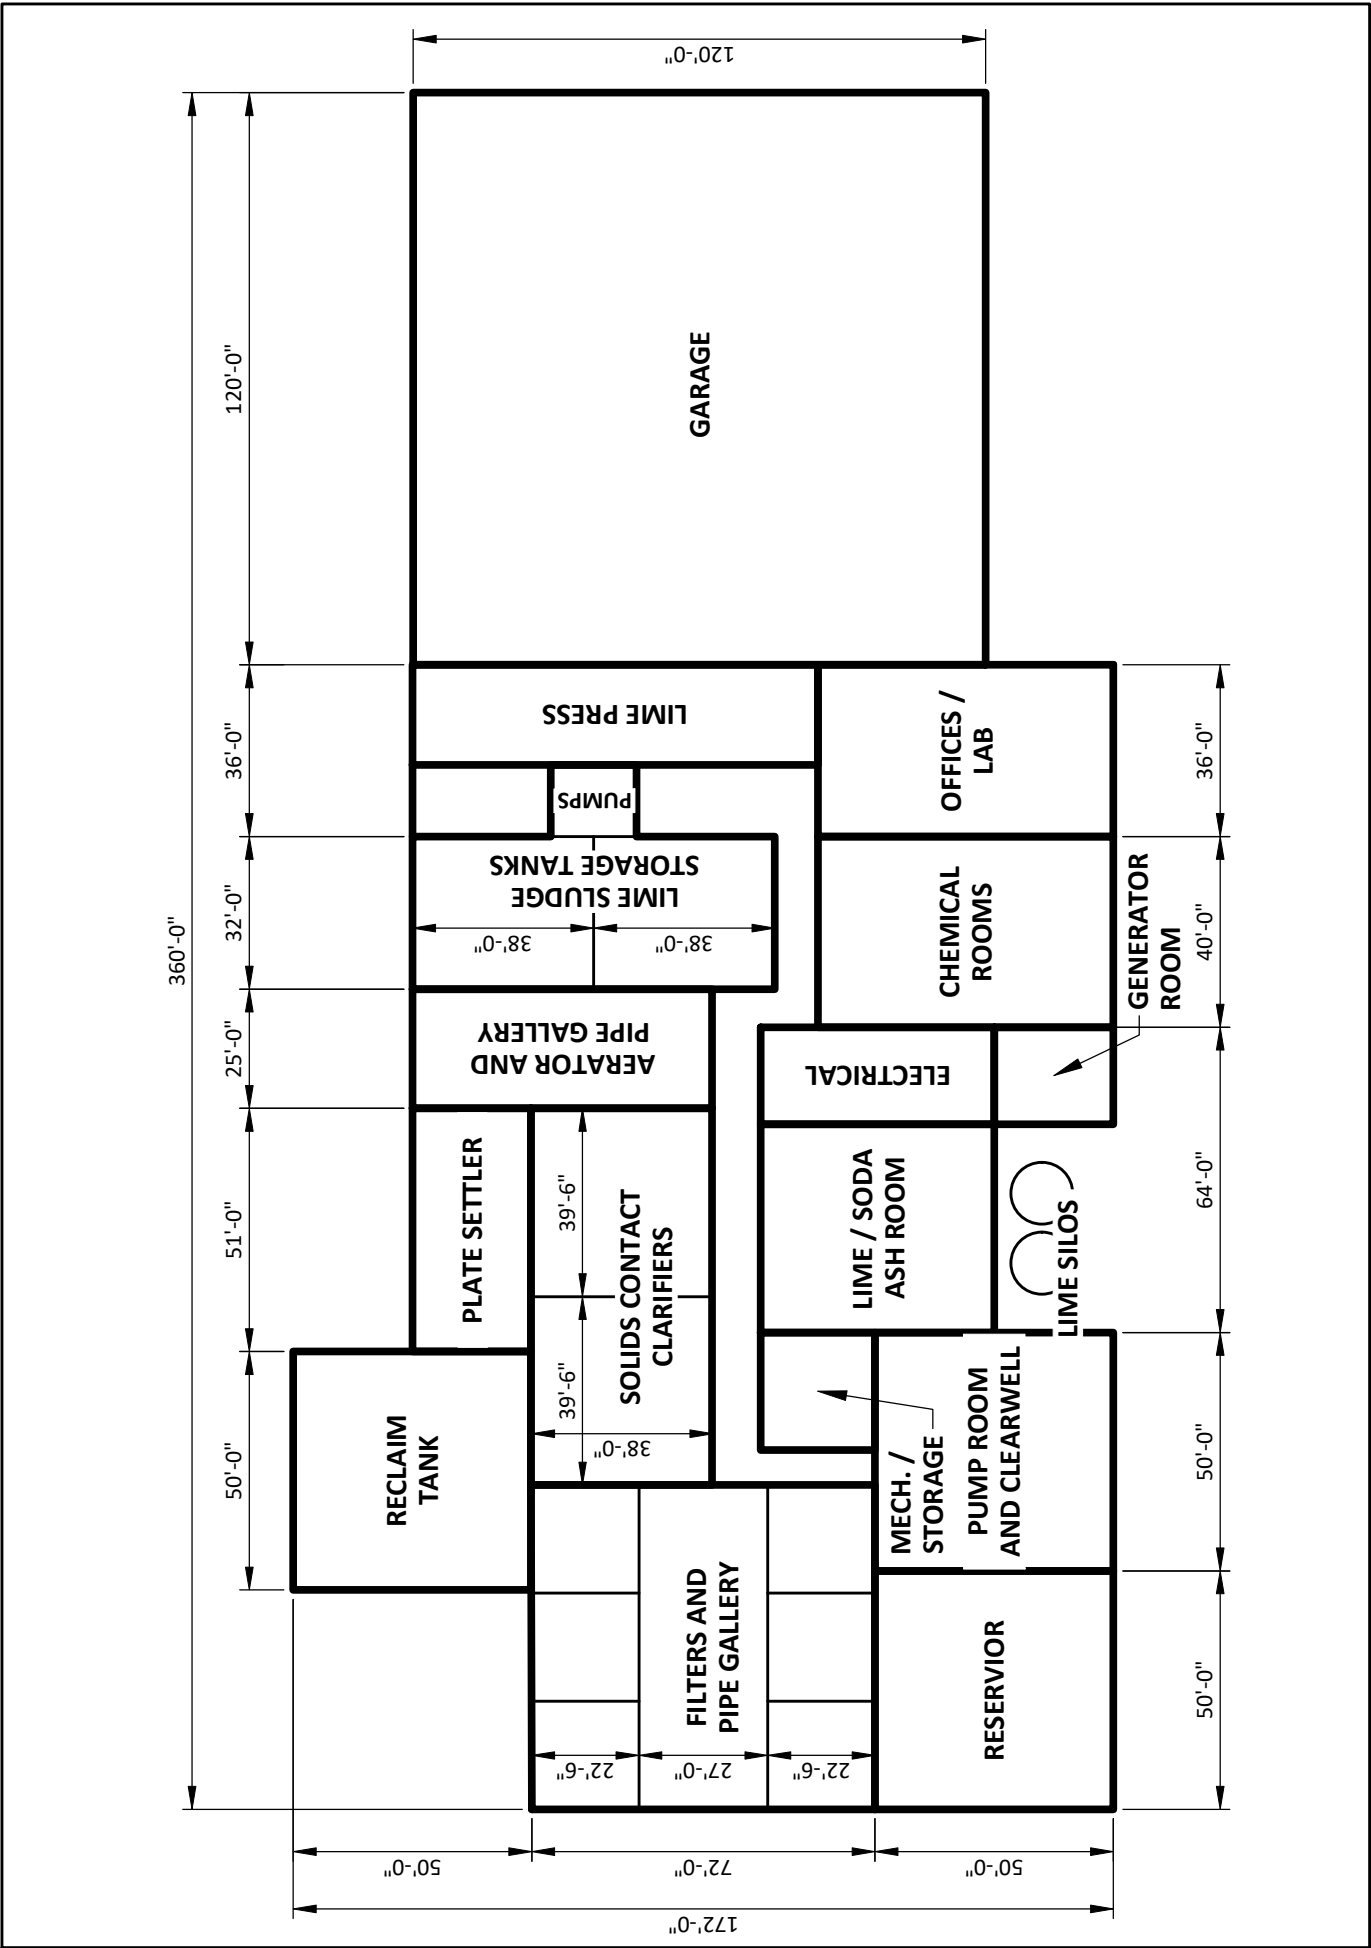 120'-0"
360'-0"
120'-0"
36'-0"
32'-0"
25'-0"
51'-0"
50'-0"
GARAGE
LIME PRESS
PUMPS
LIME SLUDGE
STORAGE TANKS
38'-0"
38'-0"
AERATOR AND
PIPE GALLERY
PLATE SETTLER
RECLAIM
TANK
SOLIDS CONTACT
CLARIFIERS
39'-6"
39'-6"
38'-0"
OFFICES /
LAB
CHEMICAL
ROOMS
GENERATOR
ROOM
ELECTRICAL
LIME / SODA
ASH ROOM
LIME SILOS
MECH. /
STORAGE
PUMP ROOM
AND CLEARWELL
FILTERS AND
PIPE GALLERY
22'-6"
27'-0"
22'-6"
RESERVIOR
36'-0"
40'-0"
64'-0"
50'-0"
50'-0"
50'-0"
72'-0"
50'-0"
172'-0"